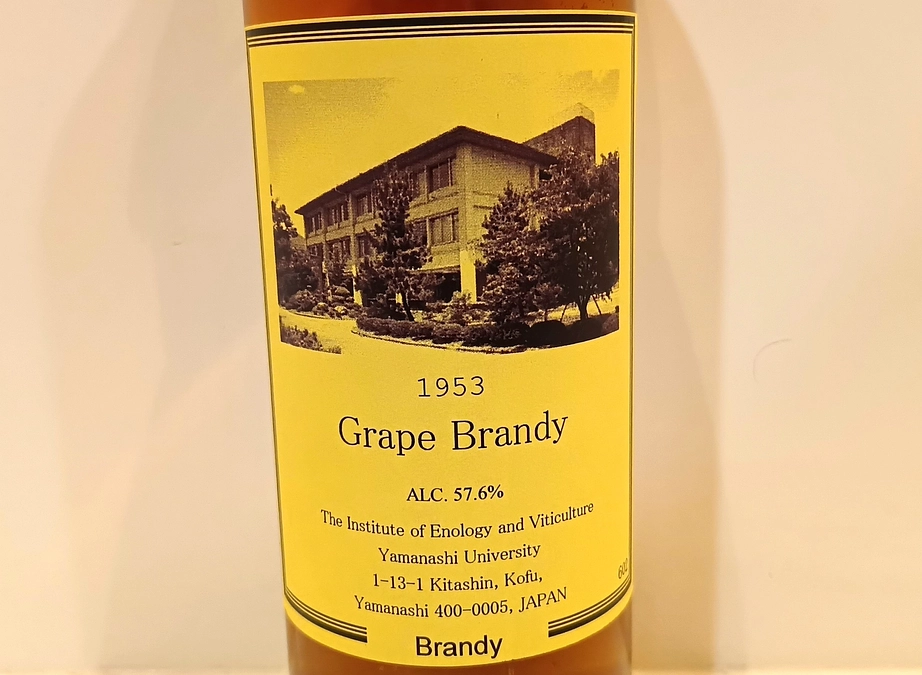 1953
Grape Brandy
ALC. 57.6%
The Institute of Enology and Viticulture
Yamanashi University
1-13-1 Kitashin, Kofu,
Yamanashi 400-0005, JAPAN
Brandy